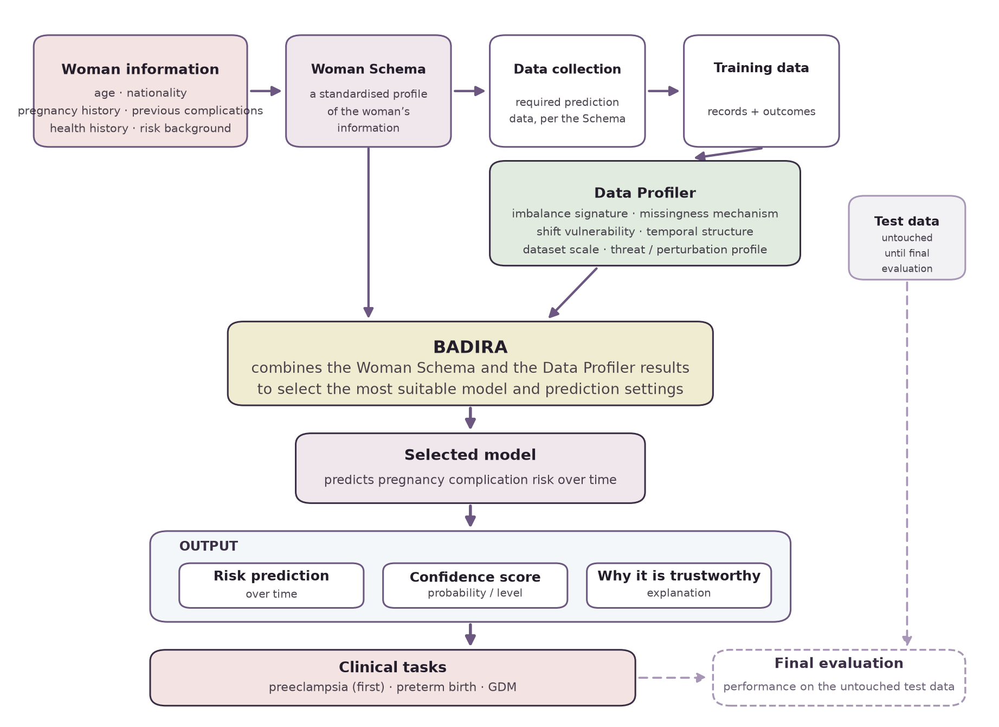 Woman information
age · nationality
pregnancy history · previous complications
health history · risk background
Woman Schema
a standardised profile
of the woman’s
information
Data collection
required prediction
data, per the Schema
Training data
records + outcomes
Data Profiler
imbalance signature · missingness mechanism
shift vulnerability · temporal structure
dataset scale · threat / perturbation profile
Test data
untouched
until final
evaluation
BADIRA
combines the Woman Schema and the Data Profiler results
to select the most suitable model and prediction settings
Selected model
predicts pregnancy complication risk over time
OUTPUT
Risk prediction
over time
Confidence score
probability / level
Why it is trustworthy
explanation
Clinical tasks
preeclampsia (first) · preterm birth · GDM
Final evaluation
performance on the untouched test data